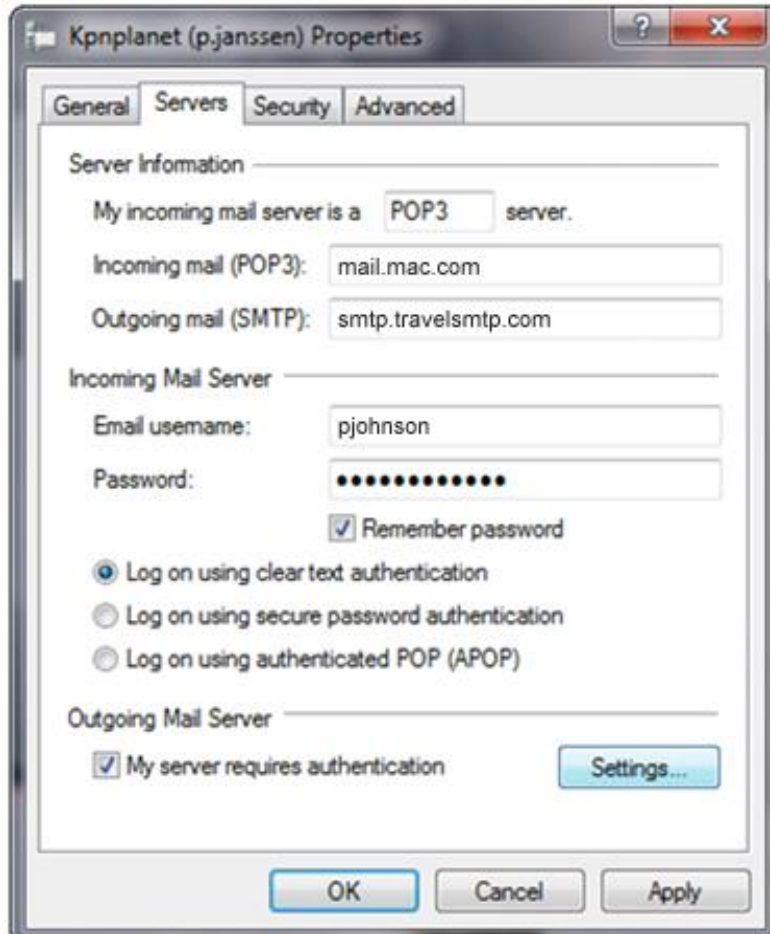 Kpnplanet (p.janssen) Properties
General Servers Security Advanced
Server Information
My incoming mail server is a POP3 server.
Incoming mail (POP3): mail.mac.com
Outgoing mail (SMTP): smtp.travelsmtp.com
Incoming Mail Server
Email username: pjohnson
Password: ●●●●●●●●●●●●
Remember password
Log on using clear text authentication
Log on using secure password authentication
Log on using authenticated POP (APOP)
Outgoing Mail Server
My server requires authentication Settings...
OK Cancel Apply